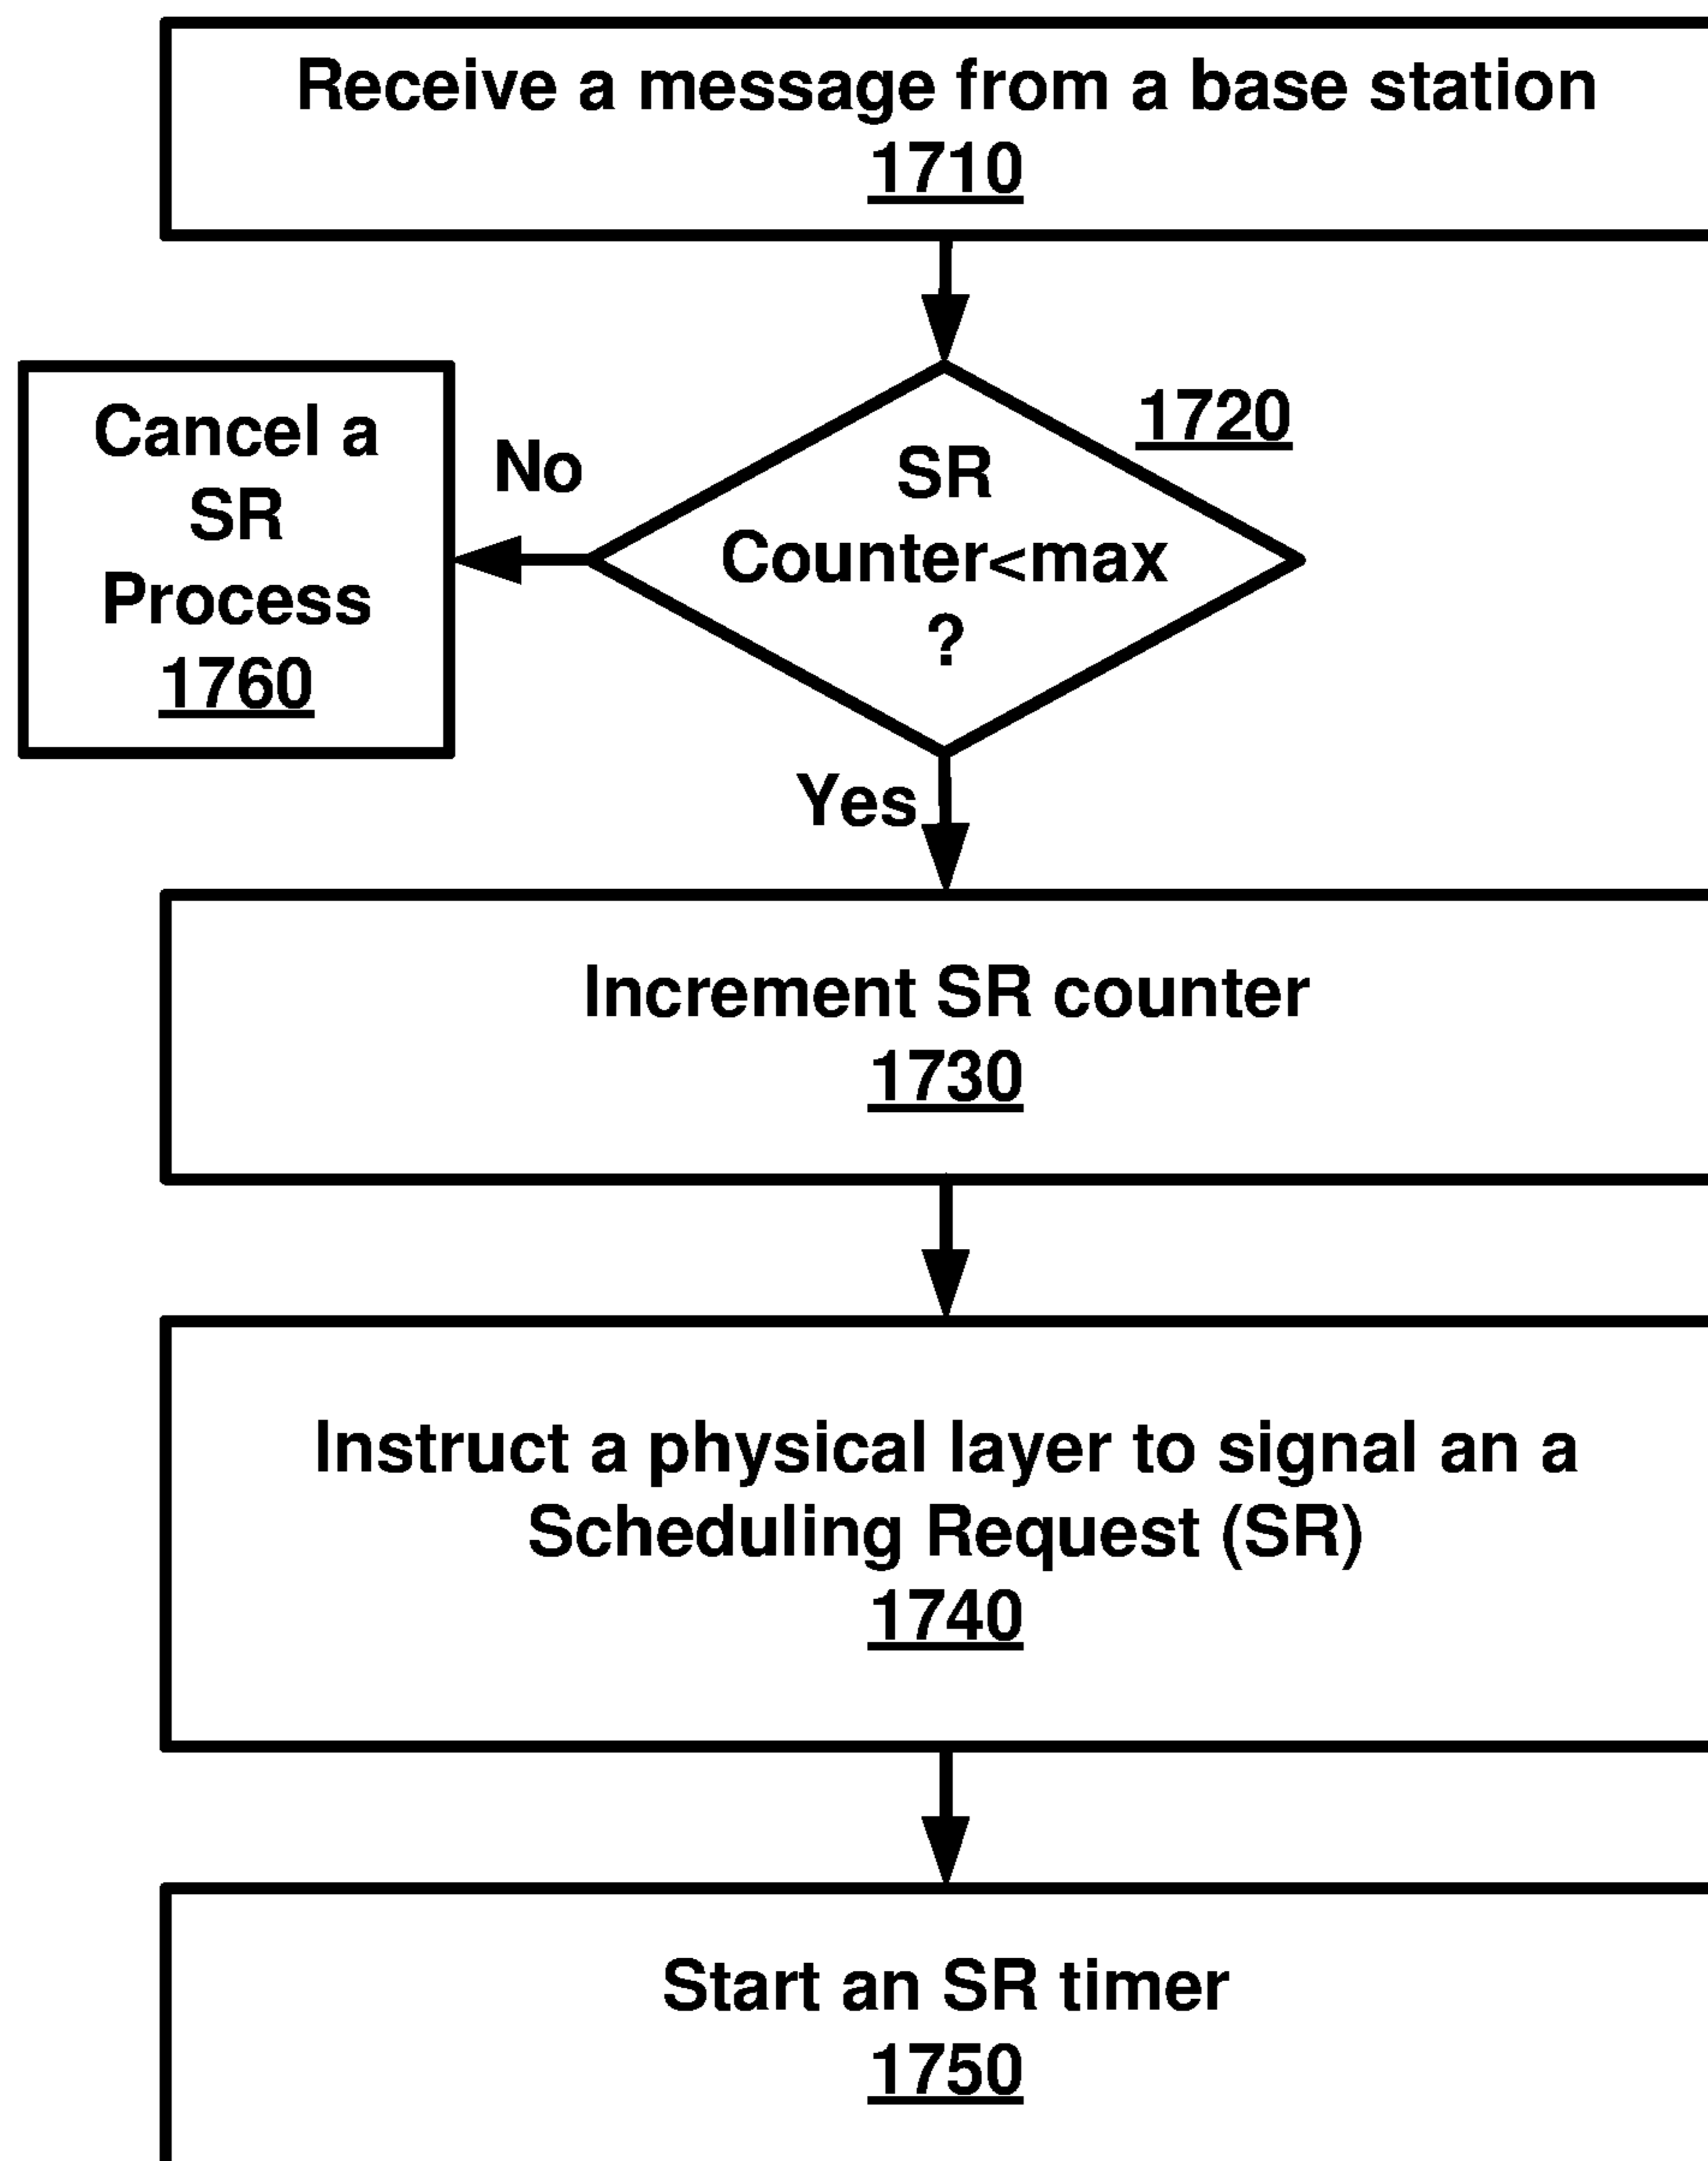 Receive a message from a base station
1710
1720
SR
Counter<max
?
No
Cancel a
SR
Process
1760
Yes
Increment SR counter
1730
Instruct a physical layer to signal an a
Scheduling Request (SR)
1740
Start an SR timer
1750